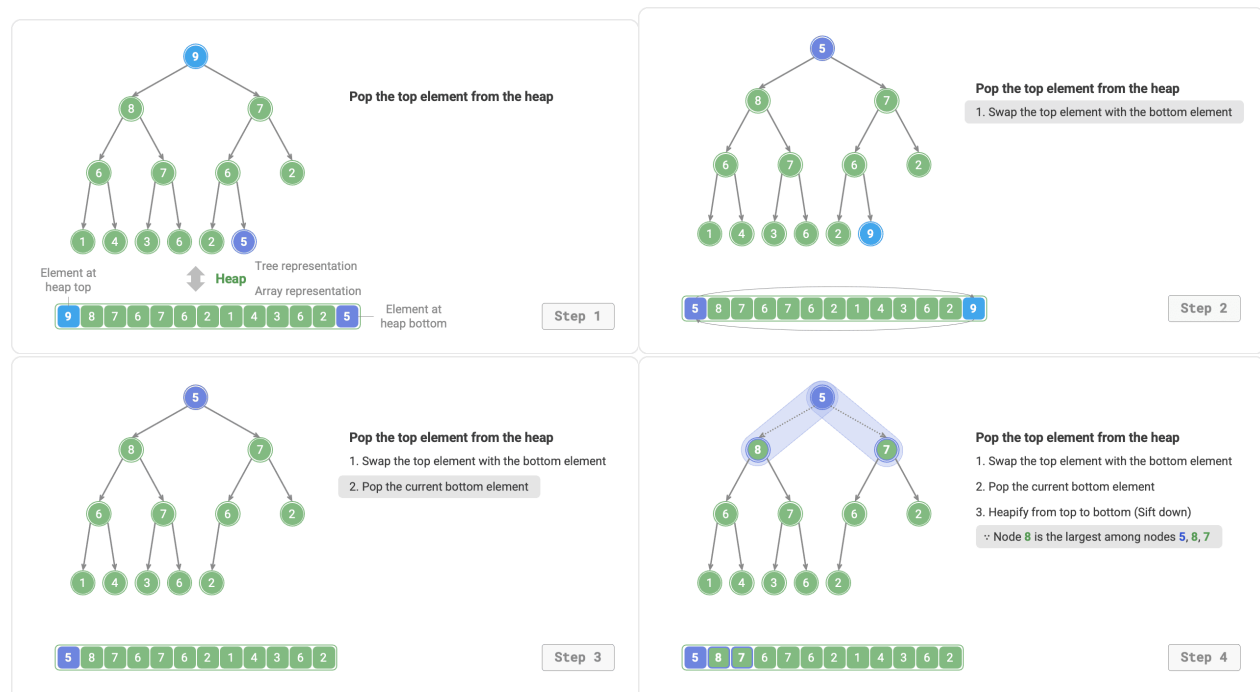 9
Pop the top element from the heap
8 7
6 7 6 2
1 4 3 6 2 5
Element at
heap top
Heap
Tree representation
Array representation
9 8 7 6 7 6 2 1 4 3 6 2 5
Element at
heap bottom
Step 1
5
Pop the top element from the heap
1. Swap the top element with the bottom element
8 7
6 7 6 2
1 4 3 6 2 9
5 8 7 6 7 6 2 1 4 3 6 2 9
Step 2
5
Pop the top element from the heap
1. Swap the top element with the bottom element
2. Pop the current bottom element
8 7
6 7 6 2
1 4 3 6 2
5 8 7 6 7 6 2 1 4 3 6 2
Step 3
5
Pop the top element from the heap
1. Swap the top element with the bottom element
2. Pop the current bottom element
3. Heapify from top to bottom (Sift down)
∵ Node 8 is the largest among nodes 5, 8, 7
8 7
6 7 6 2
1 4 3 6 2
5 8 7 6 7 6 2 1 4 3 6 2
Step 4